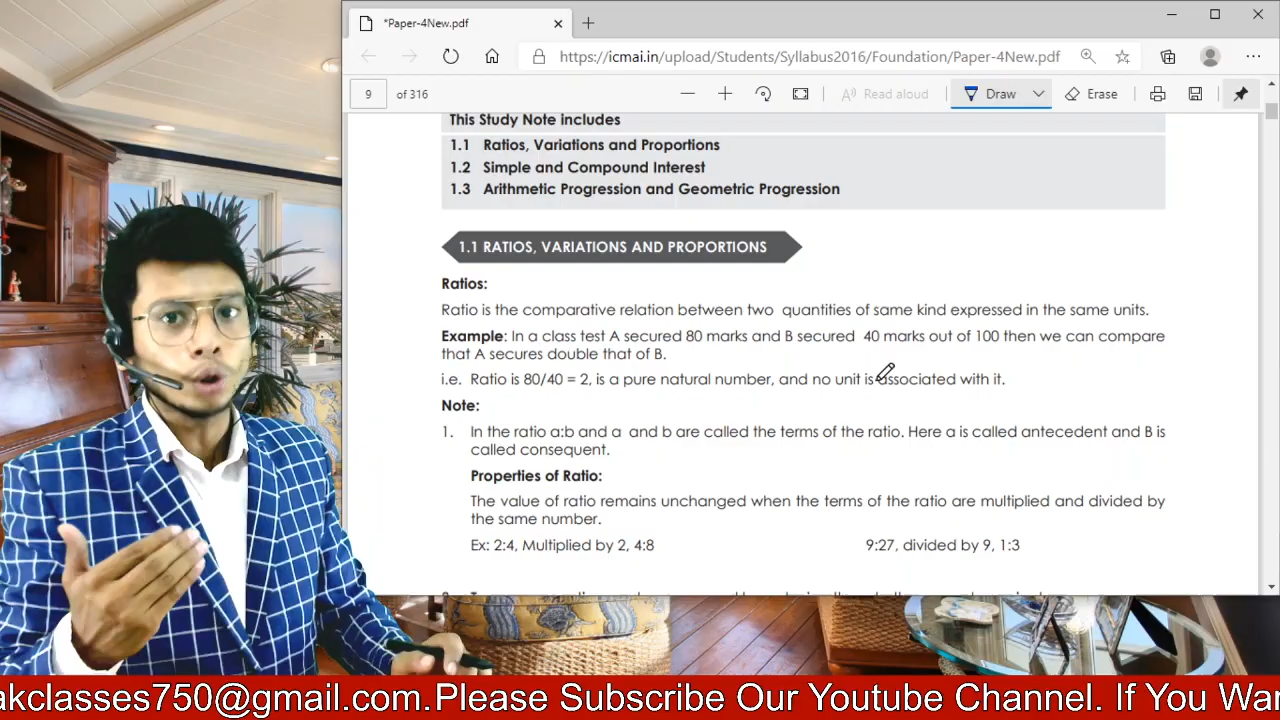 *Paper-4New.pdf
https://icmai.in/upload/Students/Syllabus2016/Foundation/Paper-4New.pdf
9 of 316 Read aloud Draw Erase
This Study Note includes
1.1 Ratios, Variations and Proportions
1.2 Simple and Compound Interest
1.3 Arithmetic Progression and Geometric Progression
1.1 RATIOS, VARIATIONS AND PROPORTIONS
Ratios:
Ratio is the comparative relation between two quantities of same kind expressed in the same units.
Example: In a class test A secured 80 marks and B secured 40 marks out of 100 then we can compare
that A secures double that of B.
i.e. Ratio is 80/40 = 2, is a pure natural number, and no unit is associated with it.
Note:
1. In the ratio a:b and a and b are called the terms of the ratio. Here a is called antecedent and B is
called consequent.
Properties of Ratio:
The value of ratio remains unchanged when the terms of the ratio are multiplied and divided by
the same number.
Ex: 2:4, Multiplied by 2, 4:8 9:27, divided by 9, 1:3
akclasses750@gmail.com.Please Subscribe Our Youtube Channel. If You Wa